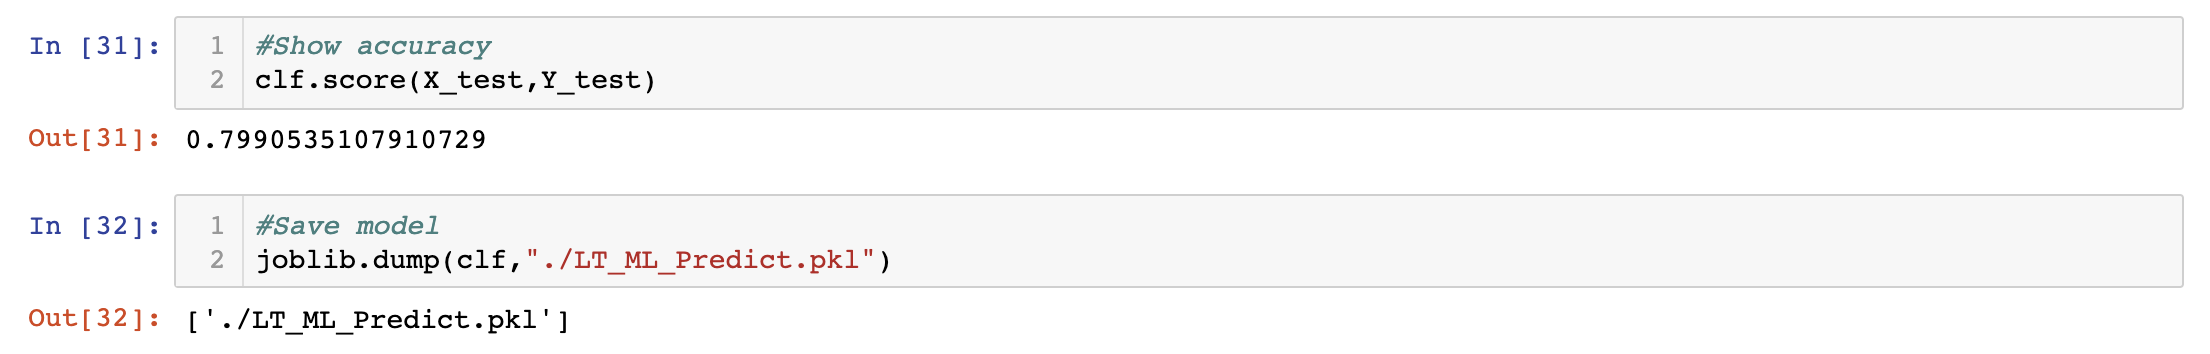 In [31]:
1 #Show accuracy
2 clf.score(X_test,Y_test)
Out[31]: 0.7990535107910729
In [32]:
1 #Save model
2 joblib.dump(clf,"./LT_ML_Predict.pkl")
Out[32]: ['./LT_ML_Predict.pkl']